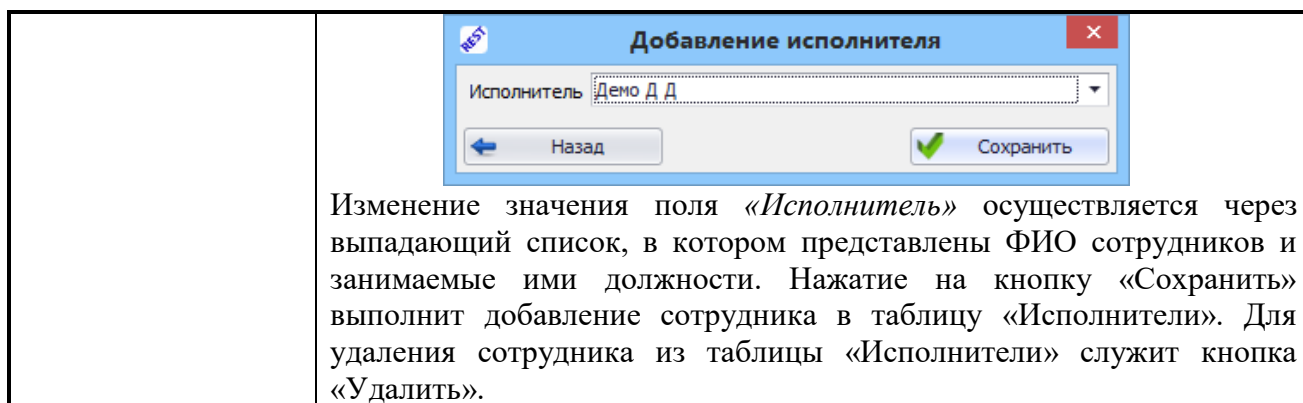 REST
Добавление исполнителя
Исполнитель Демо Д Д
Назад Сохранить
Изменение значения поля «Исполнитель» осуществляется через
выпадающий список, в котором представлены ФИО сотрудников и
занимаемые ими должности. Нажатие на кнопку «Сохранить»
выполнит добавление сотрудника в таблицу «Исполнители». Для
удаления сотрудника из таблицы «Исполнители» служит кнопка
«Удалить».